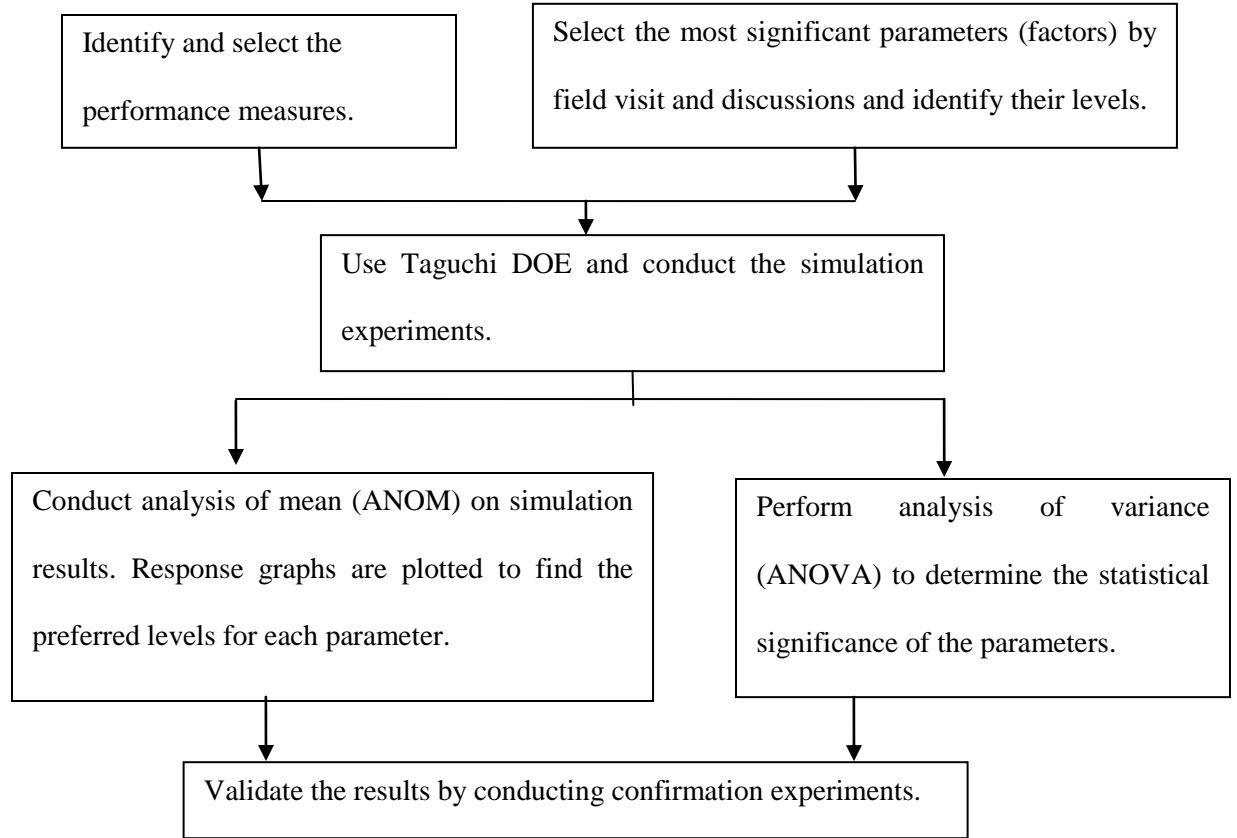 Identify and select the
performance measures.
Select the most significant parameters (factors) by
field visit and discussions and identify their levels.
Use Taguchi DOE and conduct the simulation
experiments.
Conduct analysis of mean (ANOM) on simulation
results. Response graphs are plotted to find the
preferred levels for each parameter.
Perform analysis of variance
(ANOVA) to determine the statistical
significance of the parameters.
Validate the results by conducting confirmation experiments.